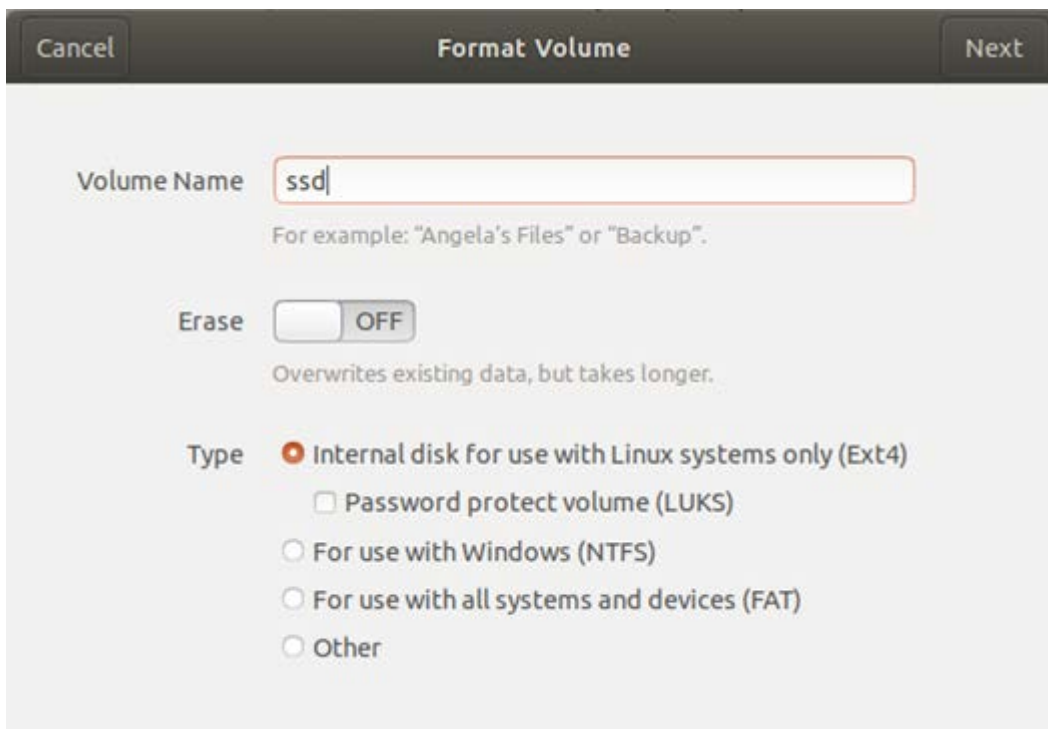 Cancel Format Volume Next
Volume Name ssd
For example: “Angela’s Files” or “Backup”.
Erase OFF
Overwrites existing data, but takes longer.
Type Internal disk for use with Linux systems only (Ext4)
Password protect volume (LUKS)
For use with Windows (NTFS)
For use with all systems and devices (FAT)
Other